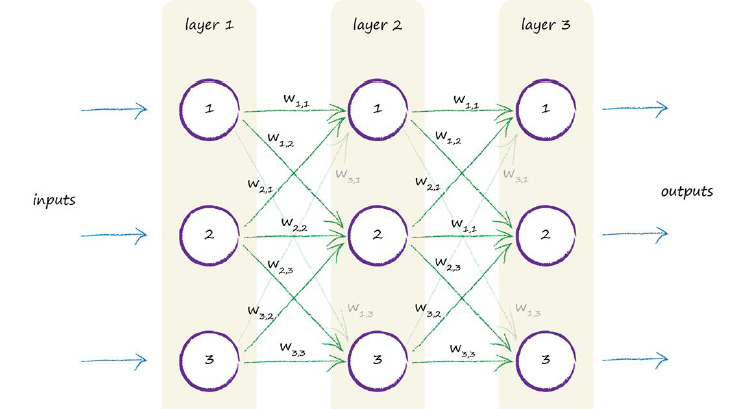 layer 1
layer 2
layer 3
1
w1,1
1
w1,1
1
w1,2
w1,2
w2,1
w3,1
w2,1
w3,1
inputs
outputs
2
w2,2
2
w1,1
2
w2,3
w2,3
w3,2
w1,3
w3,2
w1,3
3
w3,3
3
w3,3
3